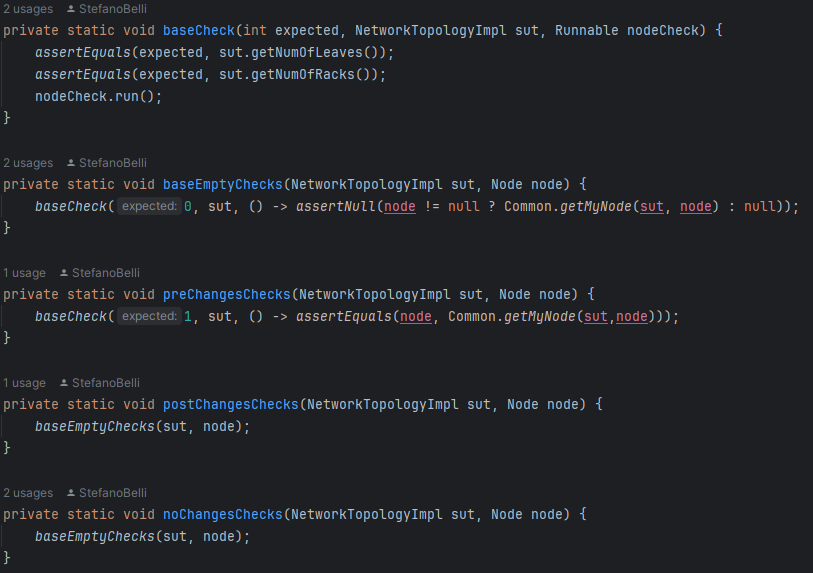 2 usages StefanoBelli
private static void baseCheck(int expected, NetworkTopologyImpl sut, Runnable nodeCheck) {
assertEquals(expected, sut.getNumOfLeaves());
assertEquals(expected, sut.getNumOfRacks());
nodeCheck.run();
}
2 usages StefanoBelli
private static void baseEmptyChecks(NetworkTopologyImpl sut, Node node) {
baseCheck( expected: 0, sut, () -> assertNull(node != null ? Common.getMyNode(sut, node) : null));
}
1 usage StefanoBelli
private static void preChangesChecks(NetworkTopologyImpl sut, Node node) {
baseCheck( expected: 1, sut, () -> assertEquals(node, Common.getMyNode(sut,node)));
}
1 usage StefanoBelli
private static void postChangesChecks(NetworkTopologyImpl sut, Node node) {
baseEmptyChecks(sut, node);
}
2 usages StefanoBelli
private static void noChangesChecks(NetworkTopologyImpl sut, Node node) {
baseEmptyChecks(sut, node);
}